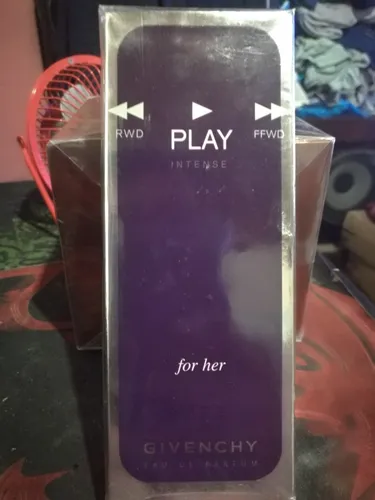 RWD PLAY FFWD
INTENSE
for her
GIVENCHY
EAU DE PARFUM